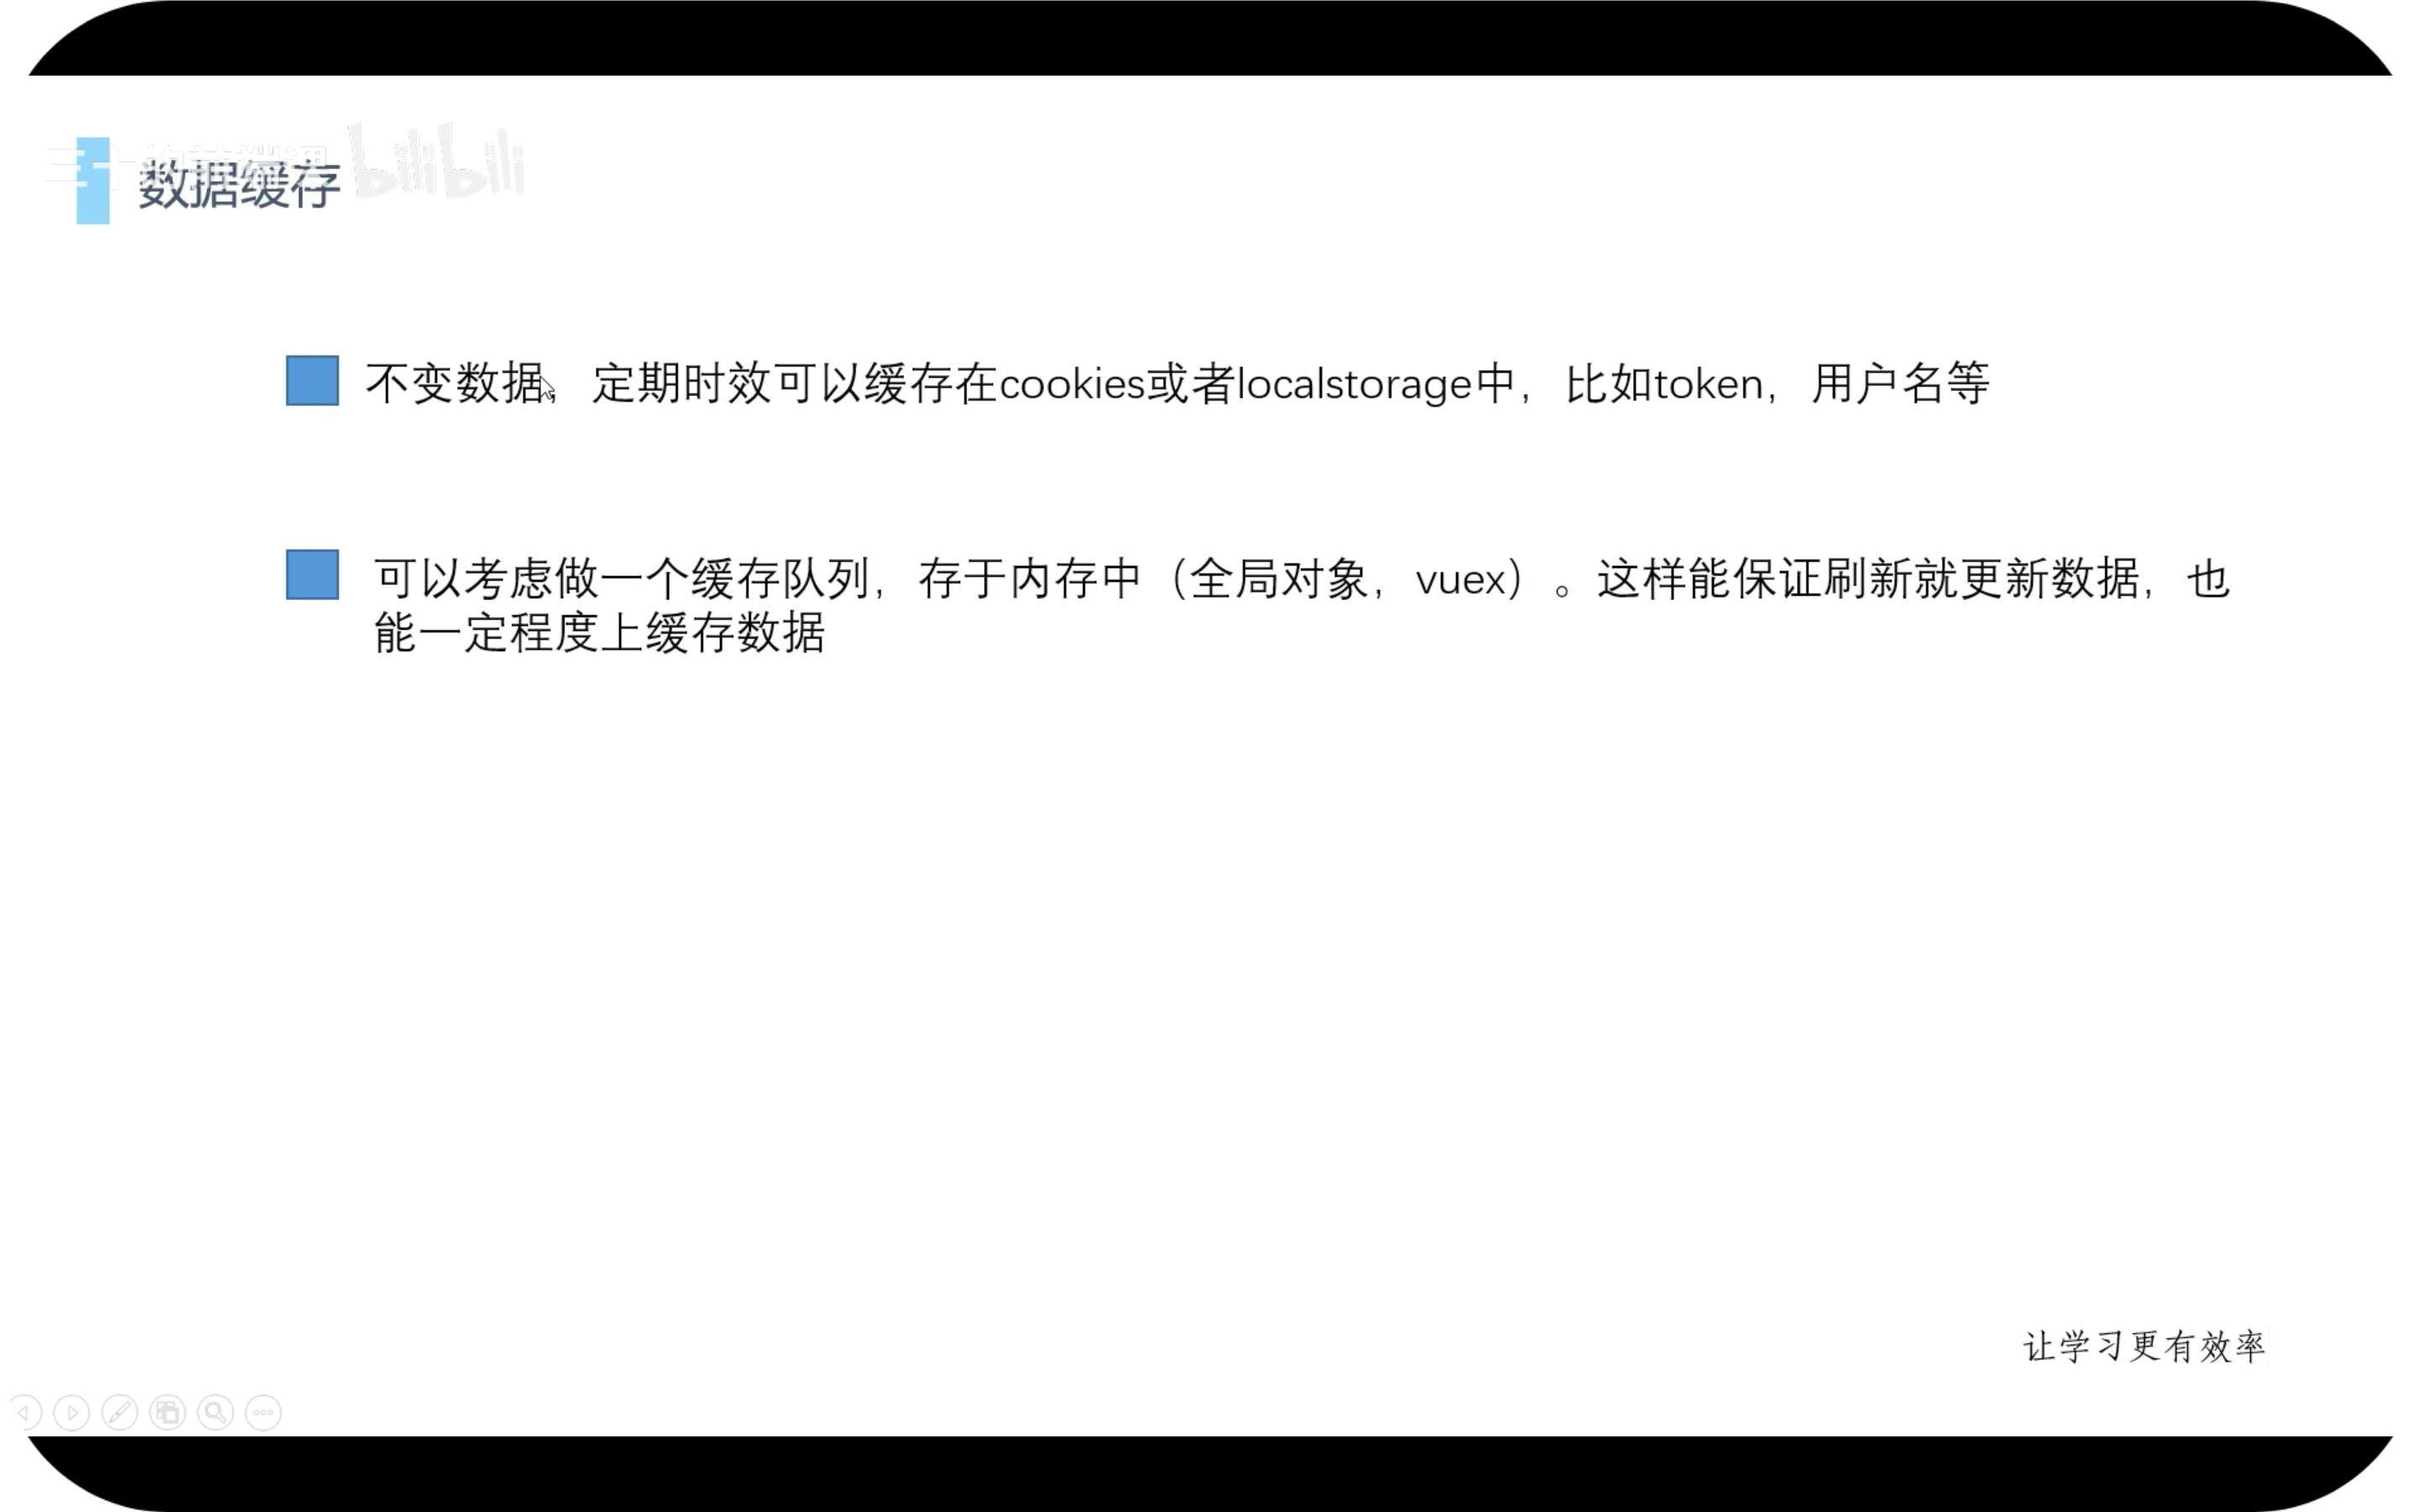 数据缓存
bilibili
不变数据，定期时效可以缓存在cookies或者localstorage中，比如token，用户名等
可以考虑做一个缓存队列，存于内存中（全局对象，vuex）。这样能保证刷新就更新数据，也
能一定程度上缓存数据
让学习更有效率